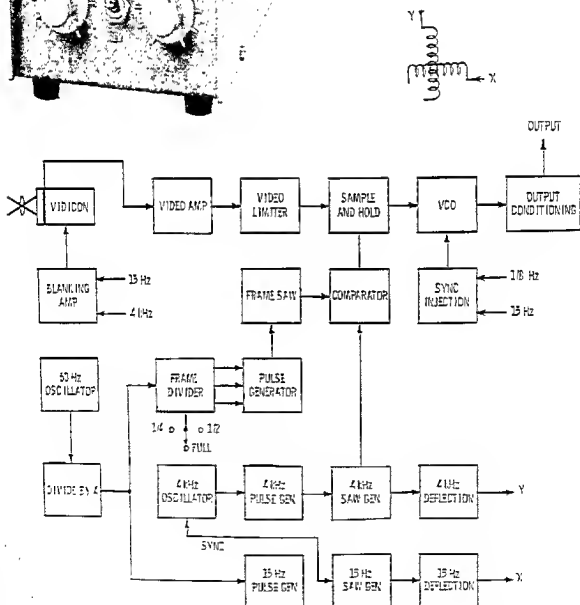 Y
X
OUTPUT
VIDICON
VIDEO AMP
VIDEO LIMITER
SAMPLE AND HOLD
VCO
OUTPUT CONDITIONING
BLANKING AMP
15 Hz
4 kHz
FRAME SAW
COMPARATOR
SYNC INJECTION
1/8 Hz
15 Hz
60 Hz OSCILLATOR
FRAME DIVIDER
PULSE GENERATOR
1/4
1/2
FULL
DIVIDE BY 4
4 kHz OSCILLATOR
4 kHz PULSE GEN
4 kHz SAW GEN
4 kHz DEFLECTION
Y
SYNC
15 Hz PULSE GEN
15 Hz SAW GEN
15 Hz DEFLECTION
X